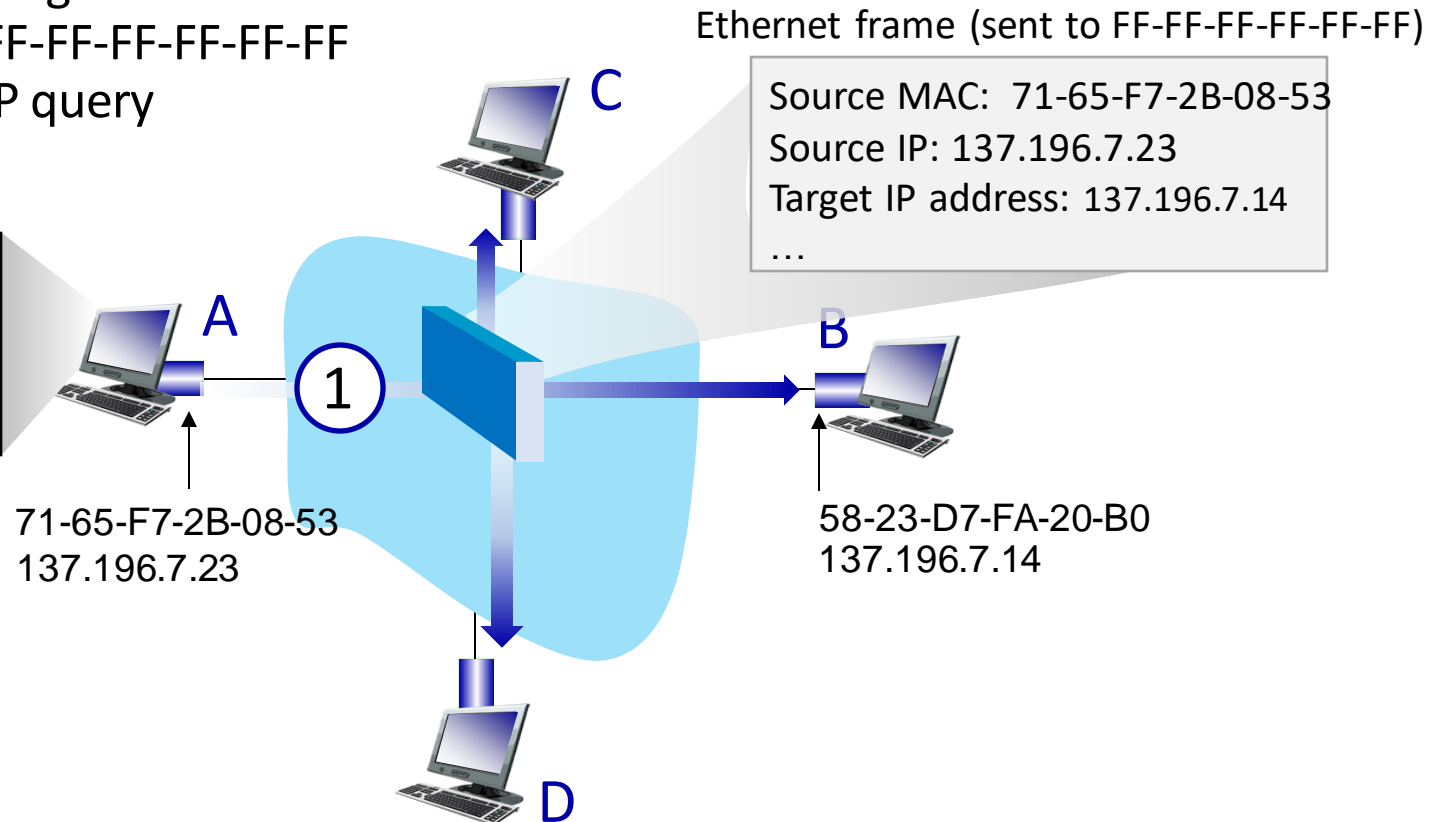 FF-FF-FF-FF-FF-FF
P query
Ethernet frame (sent to FF-FF-FF-FF-FF-FF)
Source MAC: 71-65-F7-2B-08-53
Source IP: 137.196.7.23
Target IP address: 137.196.7.14
…
C
A
B
1
71-65-F7-2B-08-53
137.196.7.23
58-23-D7-FA-20-B0
137.196.7.14
D